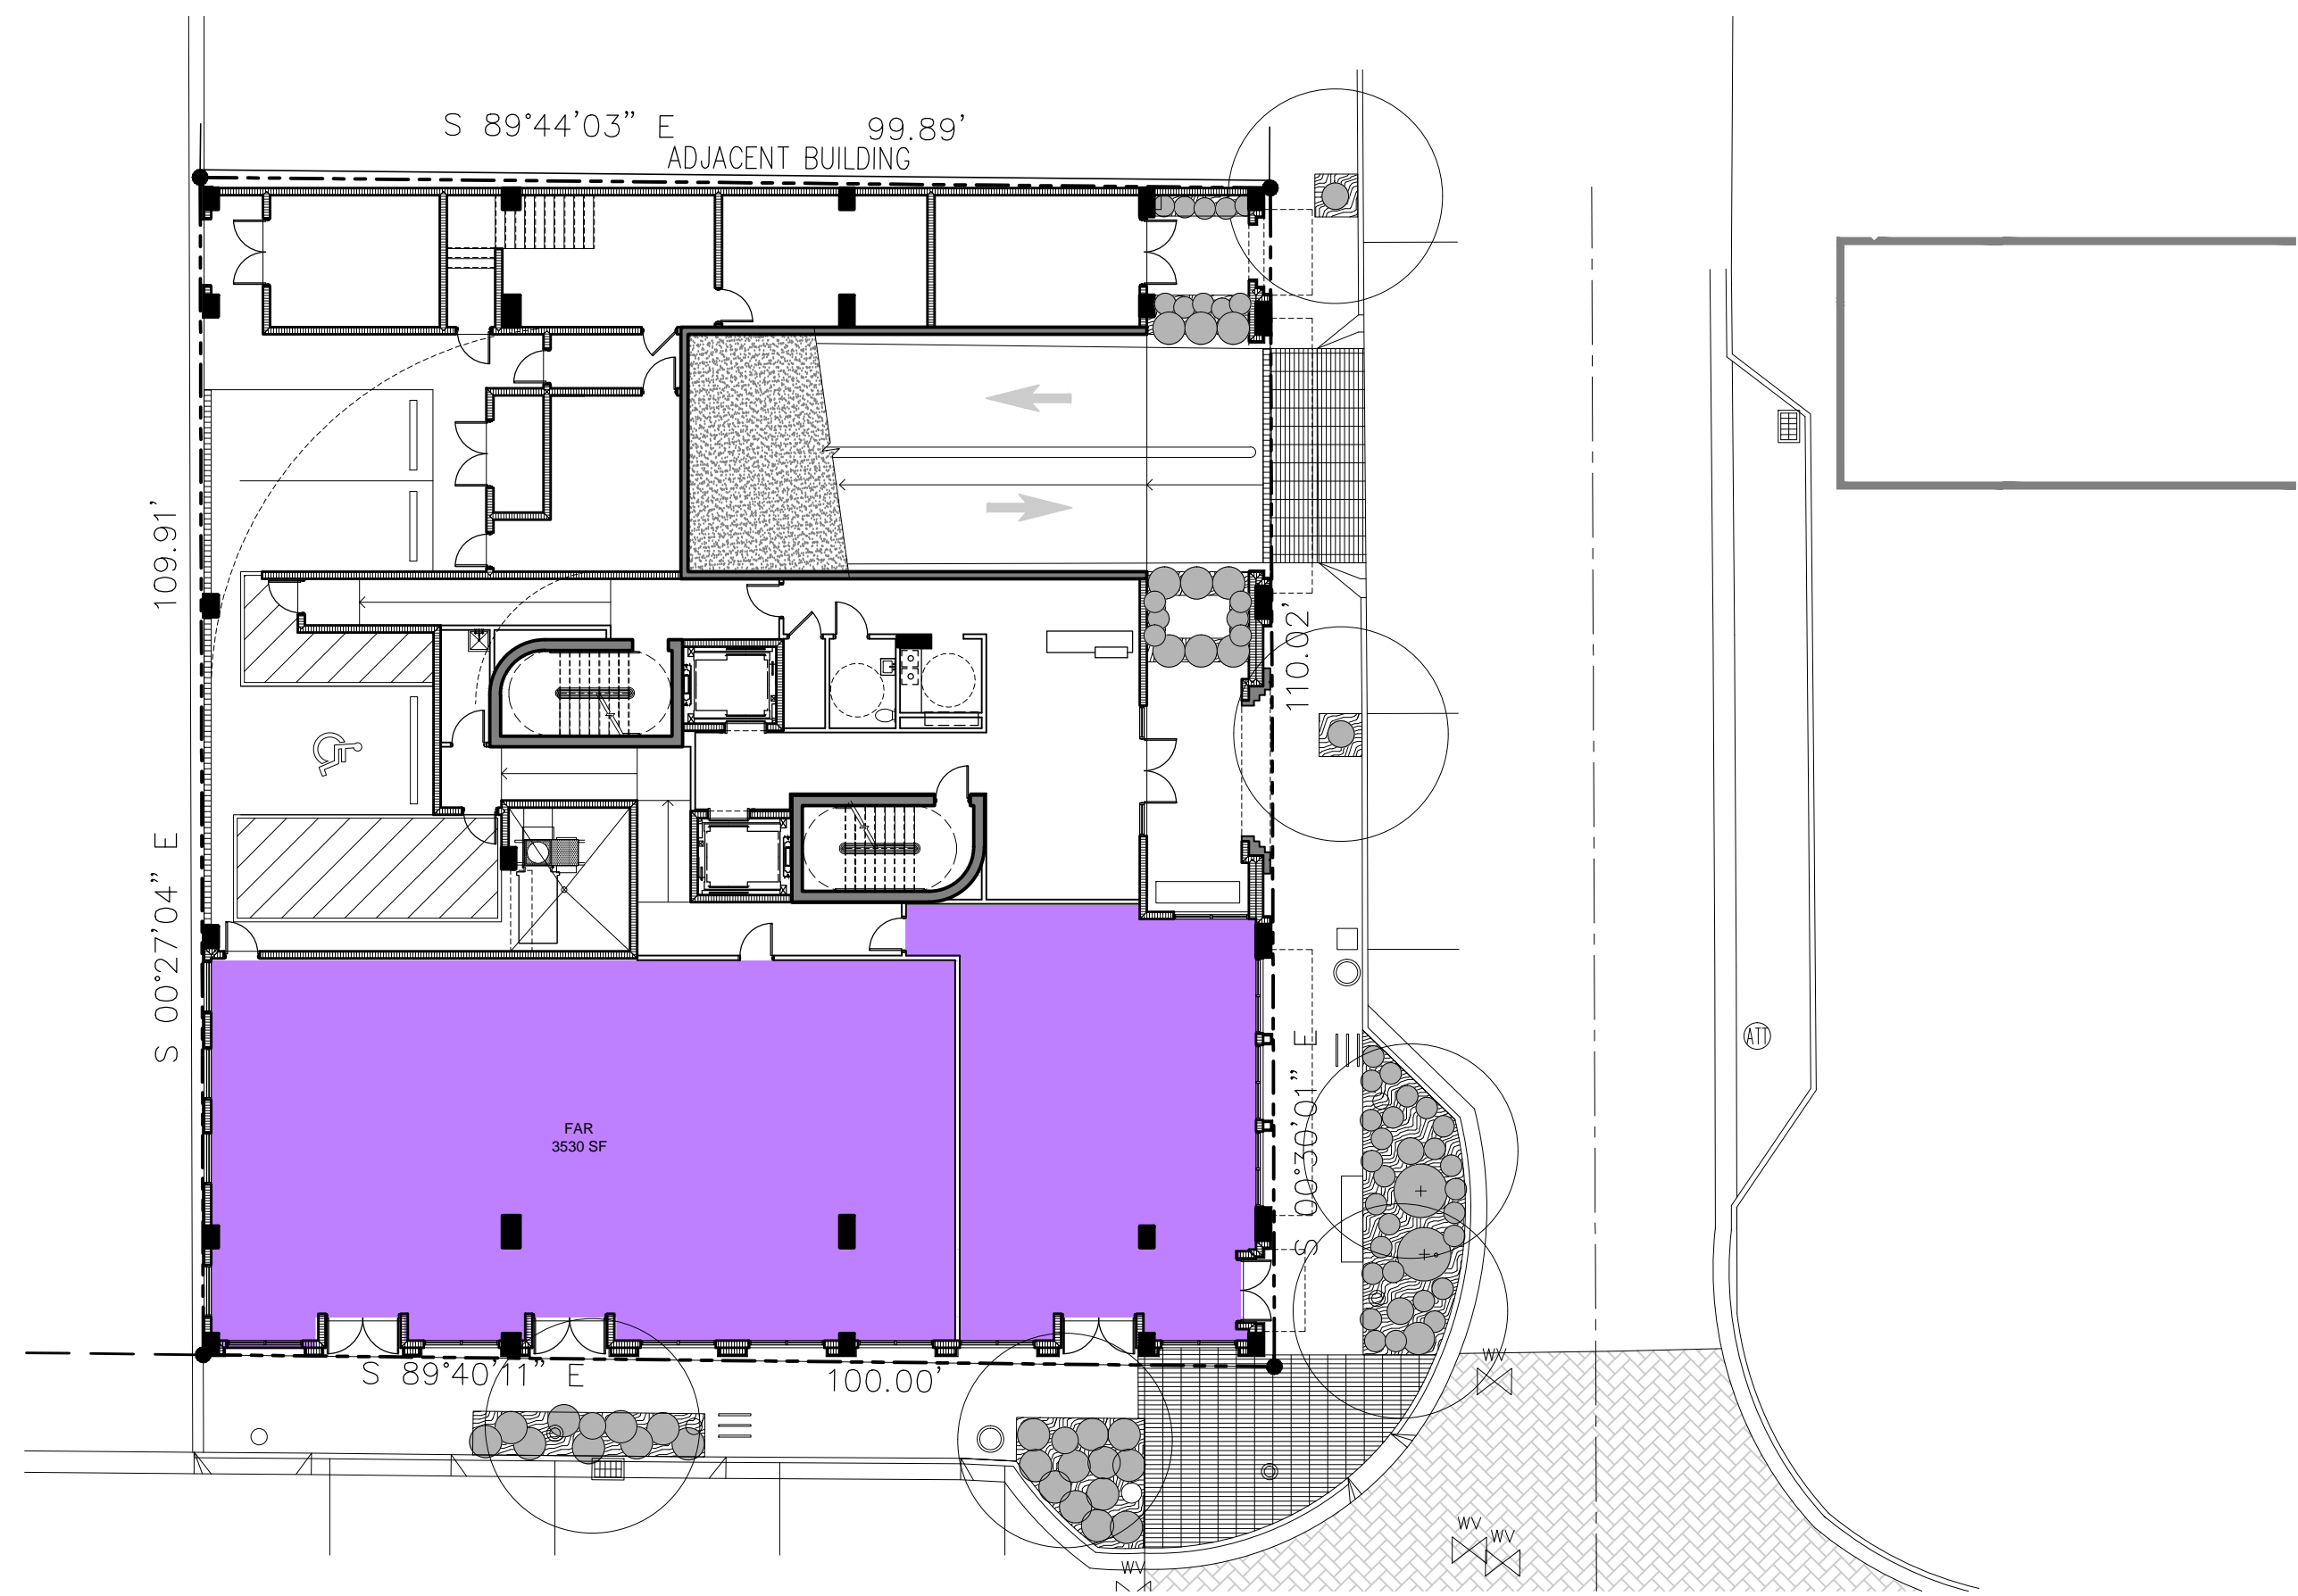 S 89°44'03" E 99.89'
ADJACENT BUILDING
109.91'
110.02'
S 00°27'04" E
ATT
S 00°30'01" E
FAR
3530 SF
S 89°40'11" E 100.00'
WV
WV
WV
WV